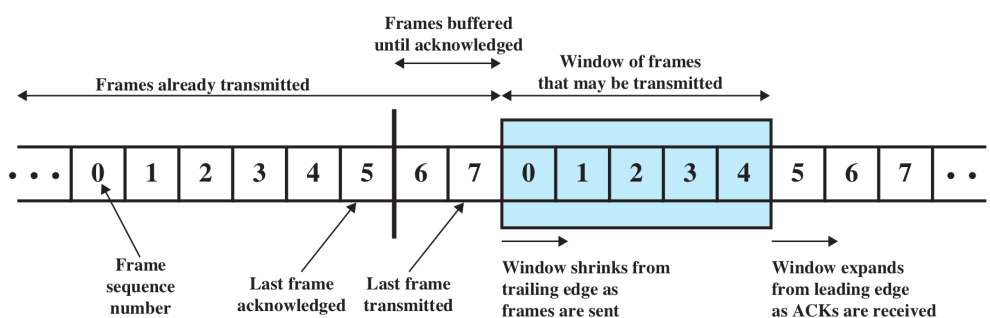 Frames buffered
until acknowledged
Window of frames
that may be transmitted
Frames already transmitted
• • • 0 1 2 3 4 5 6 7 0 1 2 3 4 5 6 7 • •
Frame
sequence
number
Last frame
acknowledged
Last frame
transmitted
Window shrinks from
trailing edge as
frames are sent
Window expands
from leading edge
as ACKs are received